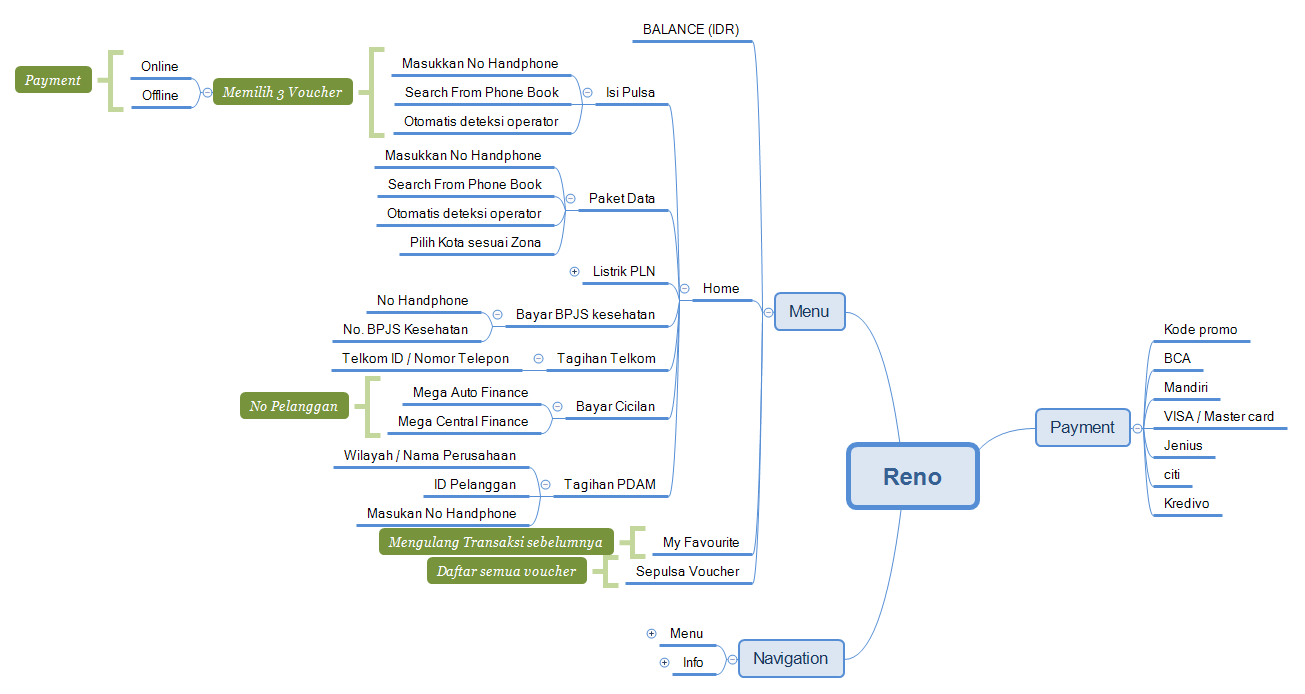 Reno
Menu
BALANCE (IDR)
Home
Isi Pulsa
Masukkan No Handphone
Search From Phone Book
Otomatis deteksi operator
Memilih 3 Voucher
Online
Offline
Payment
Paket Data
Masukkan No Handphone
Search From Phone Book
Otomatis deteksi operator
Pilih Kota sesuai Zona
Listrik PLN
Bayar BPJS kesehatan
No Handphone
No. BPJS Kesehatan
Tagihan Telkom
Telkom ID / Nomor Telepon
Bayar Cicilan
Mega Auto Finance
Mega Central Finance
No Pelanggan
Tagihan PDAM
Wilayah / Nama Perusahaan
ID Pelanggan
Masukan No Handphone
My Favourite
Mengulang Transaksi sebelumnya
Sepulsa Voucher
Daftar semua voucher
Navigation
Menu
Info
Payment
Kode promo
BCA
Mandiri
VISA / Master card
Jenius
citi
Kredivo